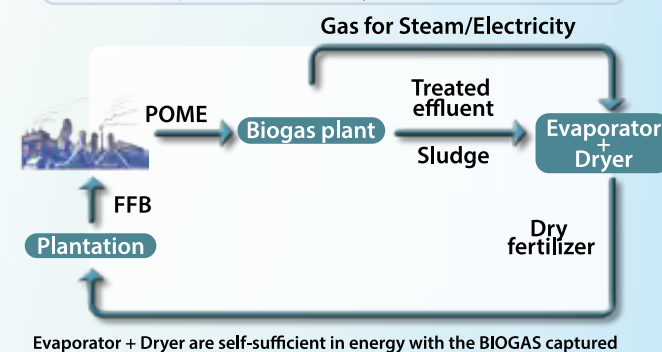 Gas for Steam/Electricity
POME
Biogas plant
Treated
effluent
Sludge
Evaporator
+
Dryer
FFB
Plantation
Dry
fertilizer
Evaporator + Dryer are self-sufficient in energy with the BIOGAS captured